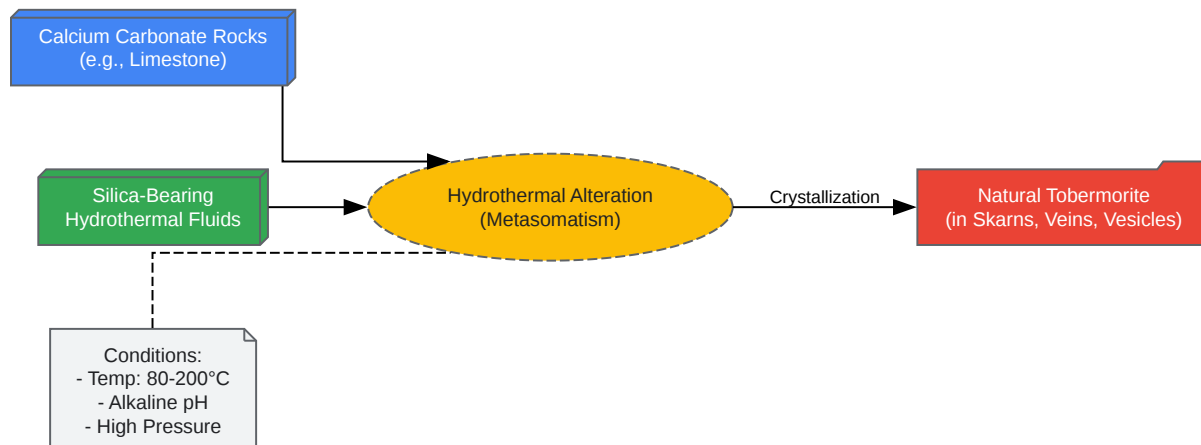 Calcium Carbonate Rocks
(e.g., Limestone)
Silica-Bearing
Hydrothermal Fluids
Hydrothermal Alteration
(Metasomatism)
Crystallization
Natural Tobermorite
(in Skarns, Veins, Vesicles)
Conditions:
- Temp: 80-200°C
- Alkaline pH
- High Pressure